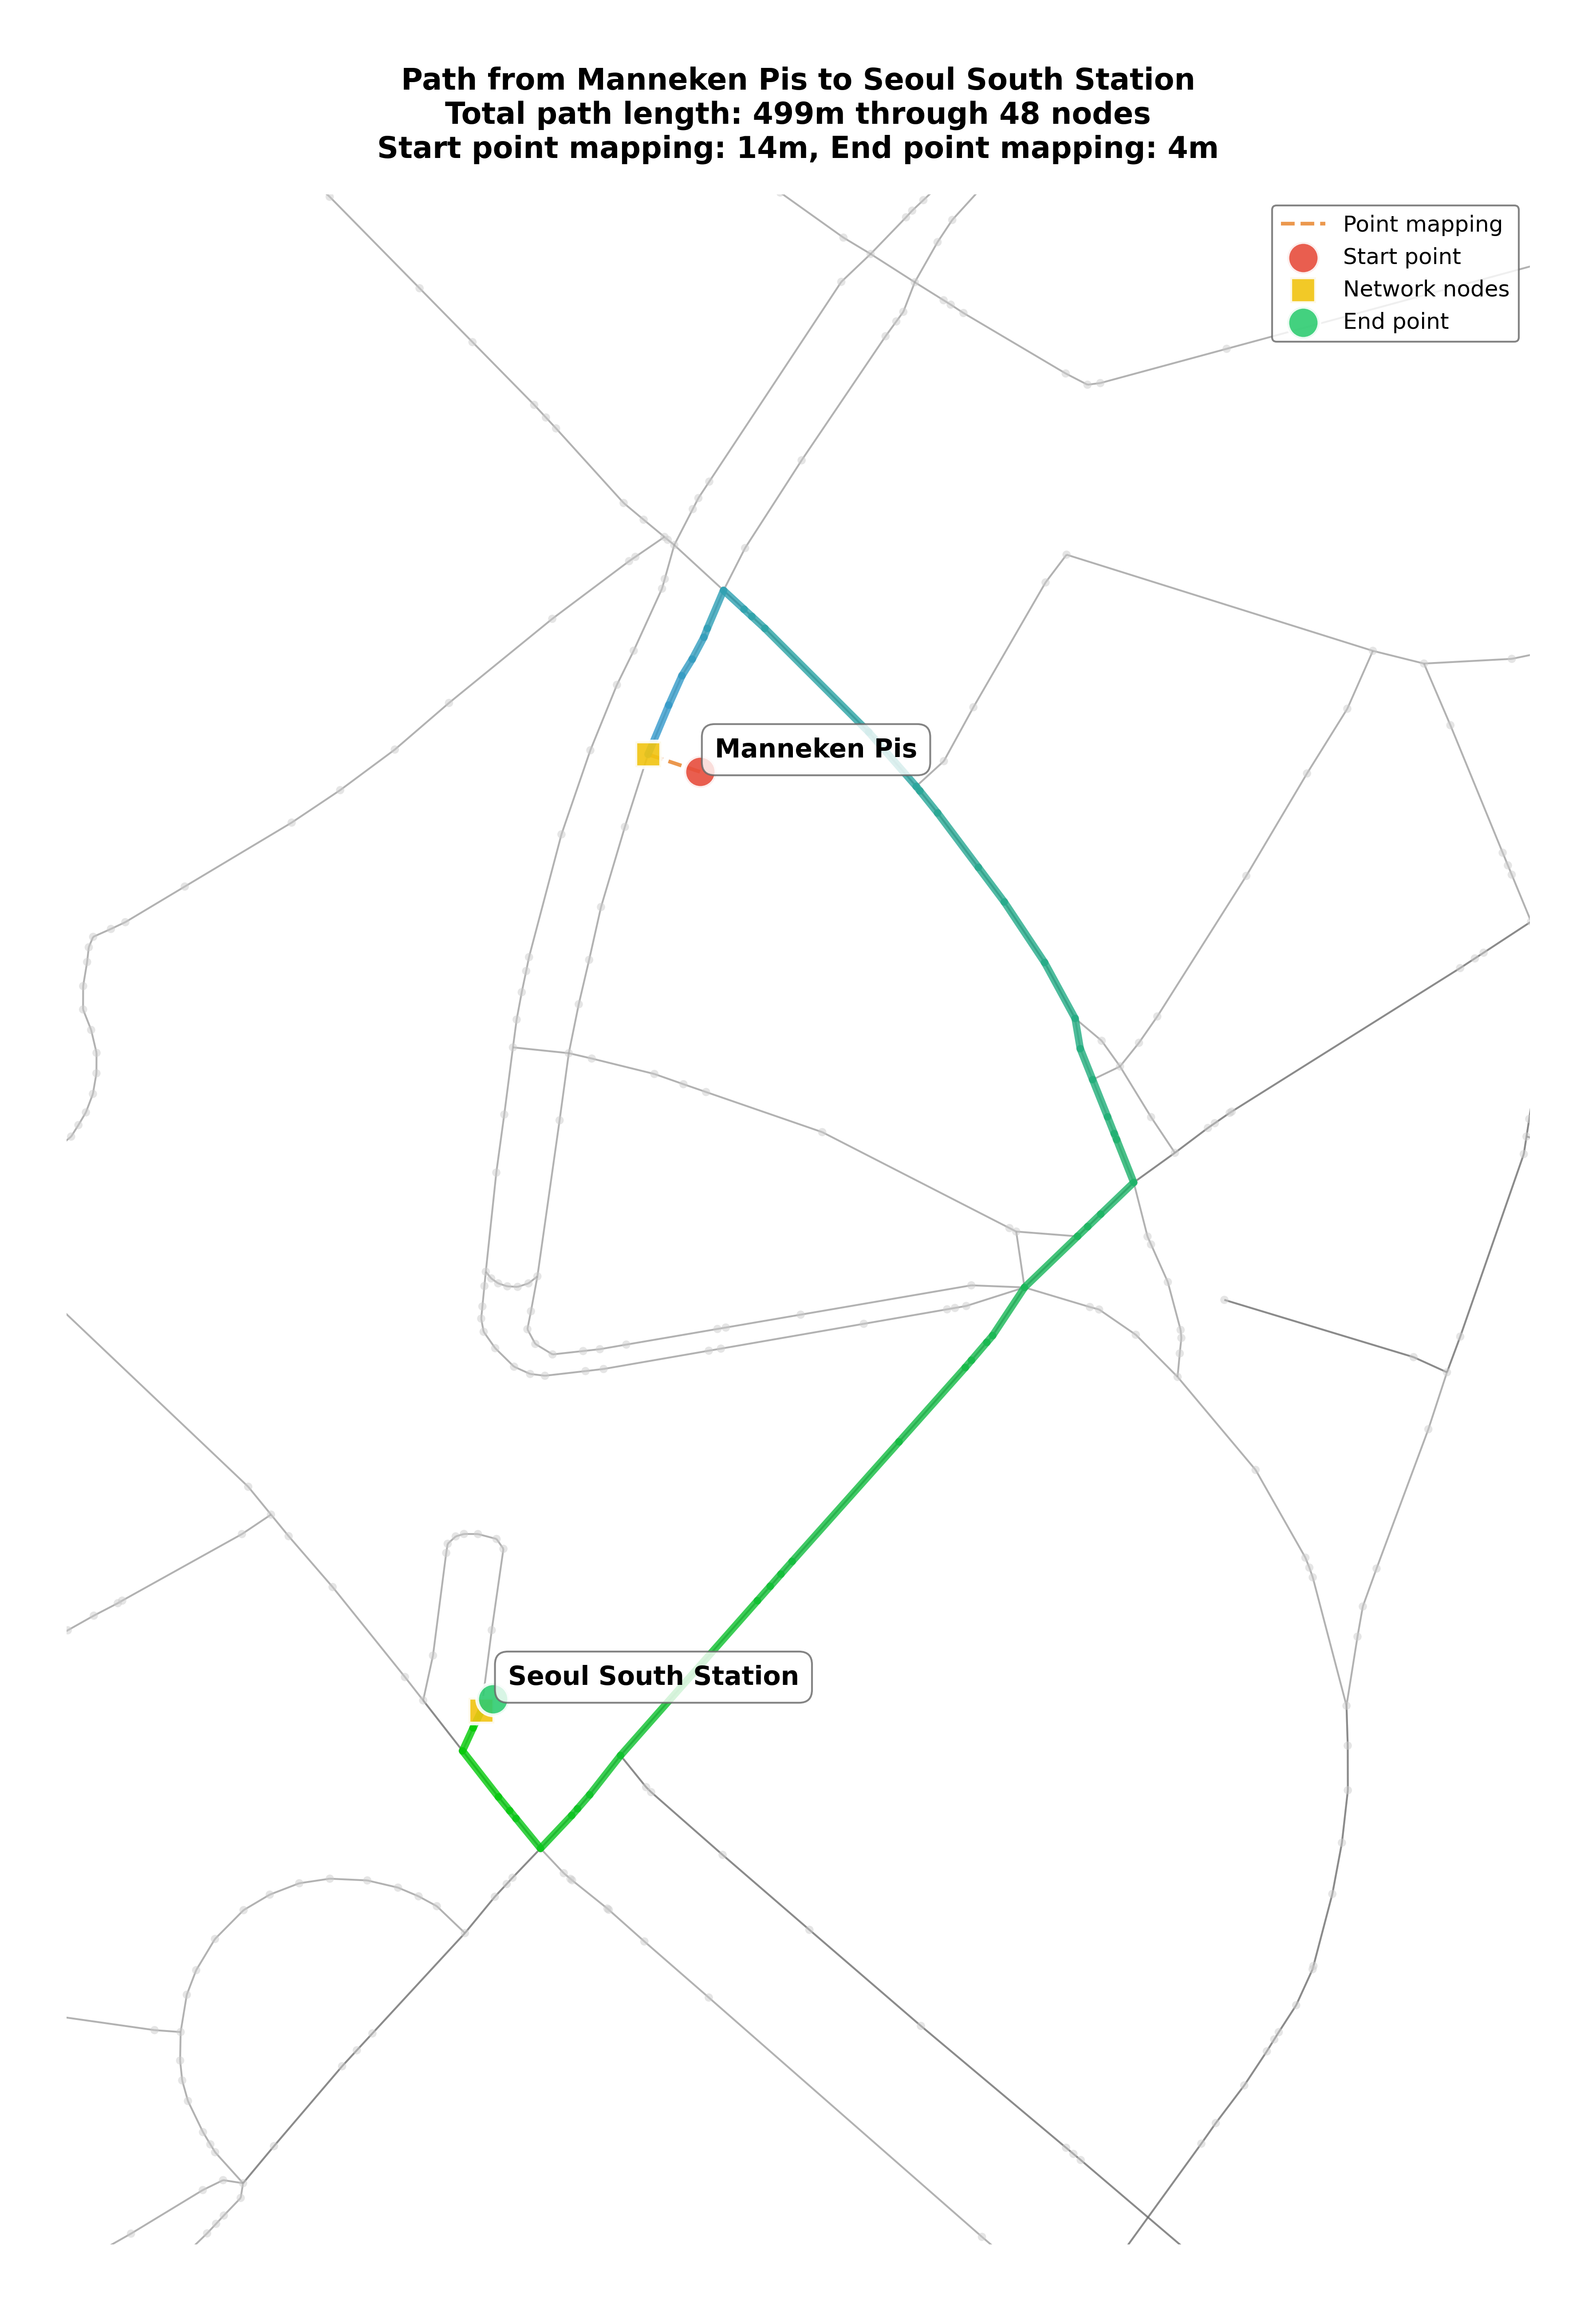 Path from Manneken Pis to Seoul South Station
Total path length: 499m through 48 nodes
Start point mapping: 14m, End point mapping: 4m
Point mapping
Start point
Network nodes
End point
Manneken Pis
Seoul South Station